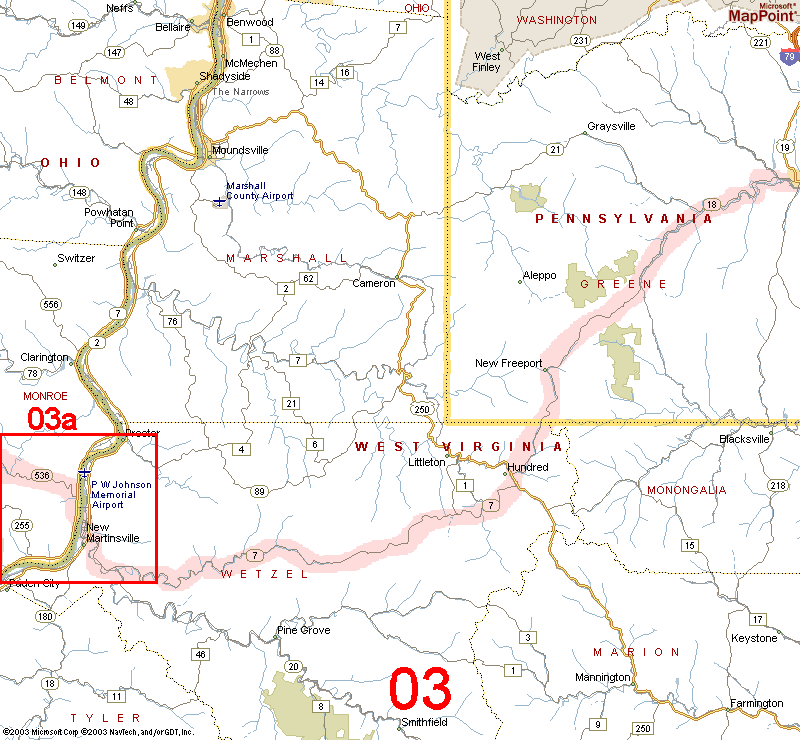 OHIO
WASHINGTON
Microsoft®
MapPoint®
Neffs
7
149
Benwood
Bellaire
1
88
147
McMechen
231
221
West
Finley
79
BELMONT
Shadyside
The Narrows
14
16
48
7
Graysville
OHIO
Moundsville
21
19
148
Marshall
County Airport
18
Powhatan
Point
PENNSYLVANIA
Switzer
MARSHALL
62
2
Cameron
Aleppo
GREENE
556
7
76
2
Clarington
7
New Freeport
78
MONROE
21
250
03a
Proctor
4
6
WEST VIRGINIA
Blacksville
Littleton
Hundred
536
P W Johnson
Memorial
Airport
89
1
7
MONONGALIA
218
255
New
Martinsville
15
7
WETZEL
Paden City
180
17
Pine Grove
3
Keystone
46
20
1
MARION
03
18
11
Mannington
8
Farmington
TYLER
Smithfield
9
250
©2003 Microsoft Corp ©2003 NavTech, and/or GDT, Inc.